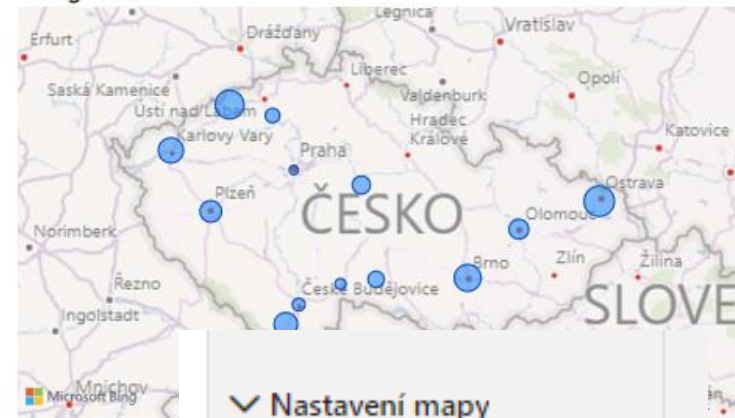 Legnica
Erfurt
Drážďany
Vratislav
Saská Kamenice
Liberec
Valdenburk
Opolí
Ústí nad Labem
Hradec
Králové
Karlovy Vary
Praha
Katovice
Plzeň
ČESKO
Ostrava
Olomouc
Norimberk
Brno
Zlín
Žilina
Řezno
České Budějovice
SLOVE
Ingolstadt
Mnichov
Microsoft Bing
Nastavení mapy